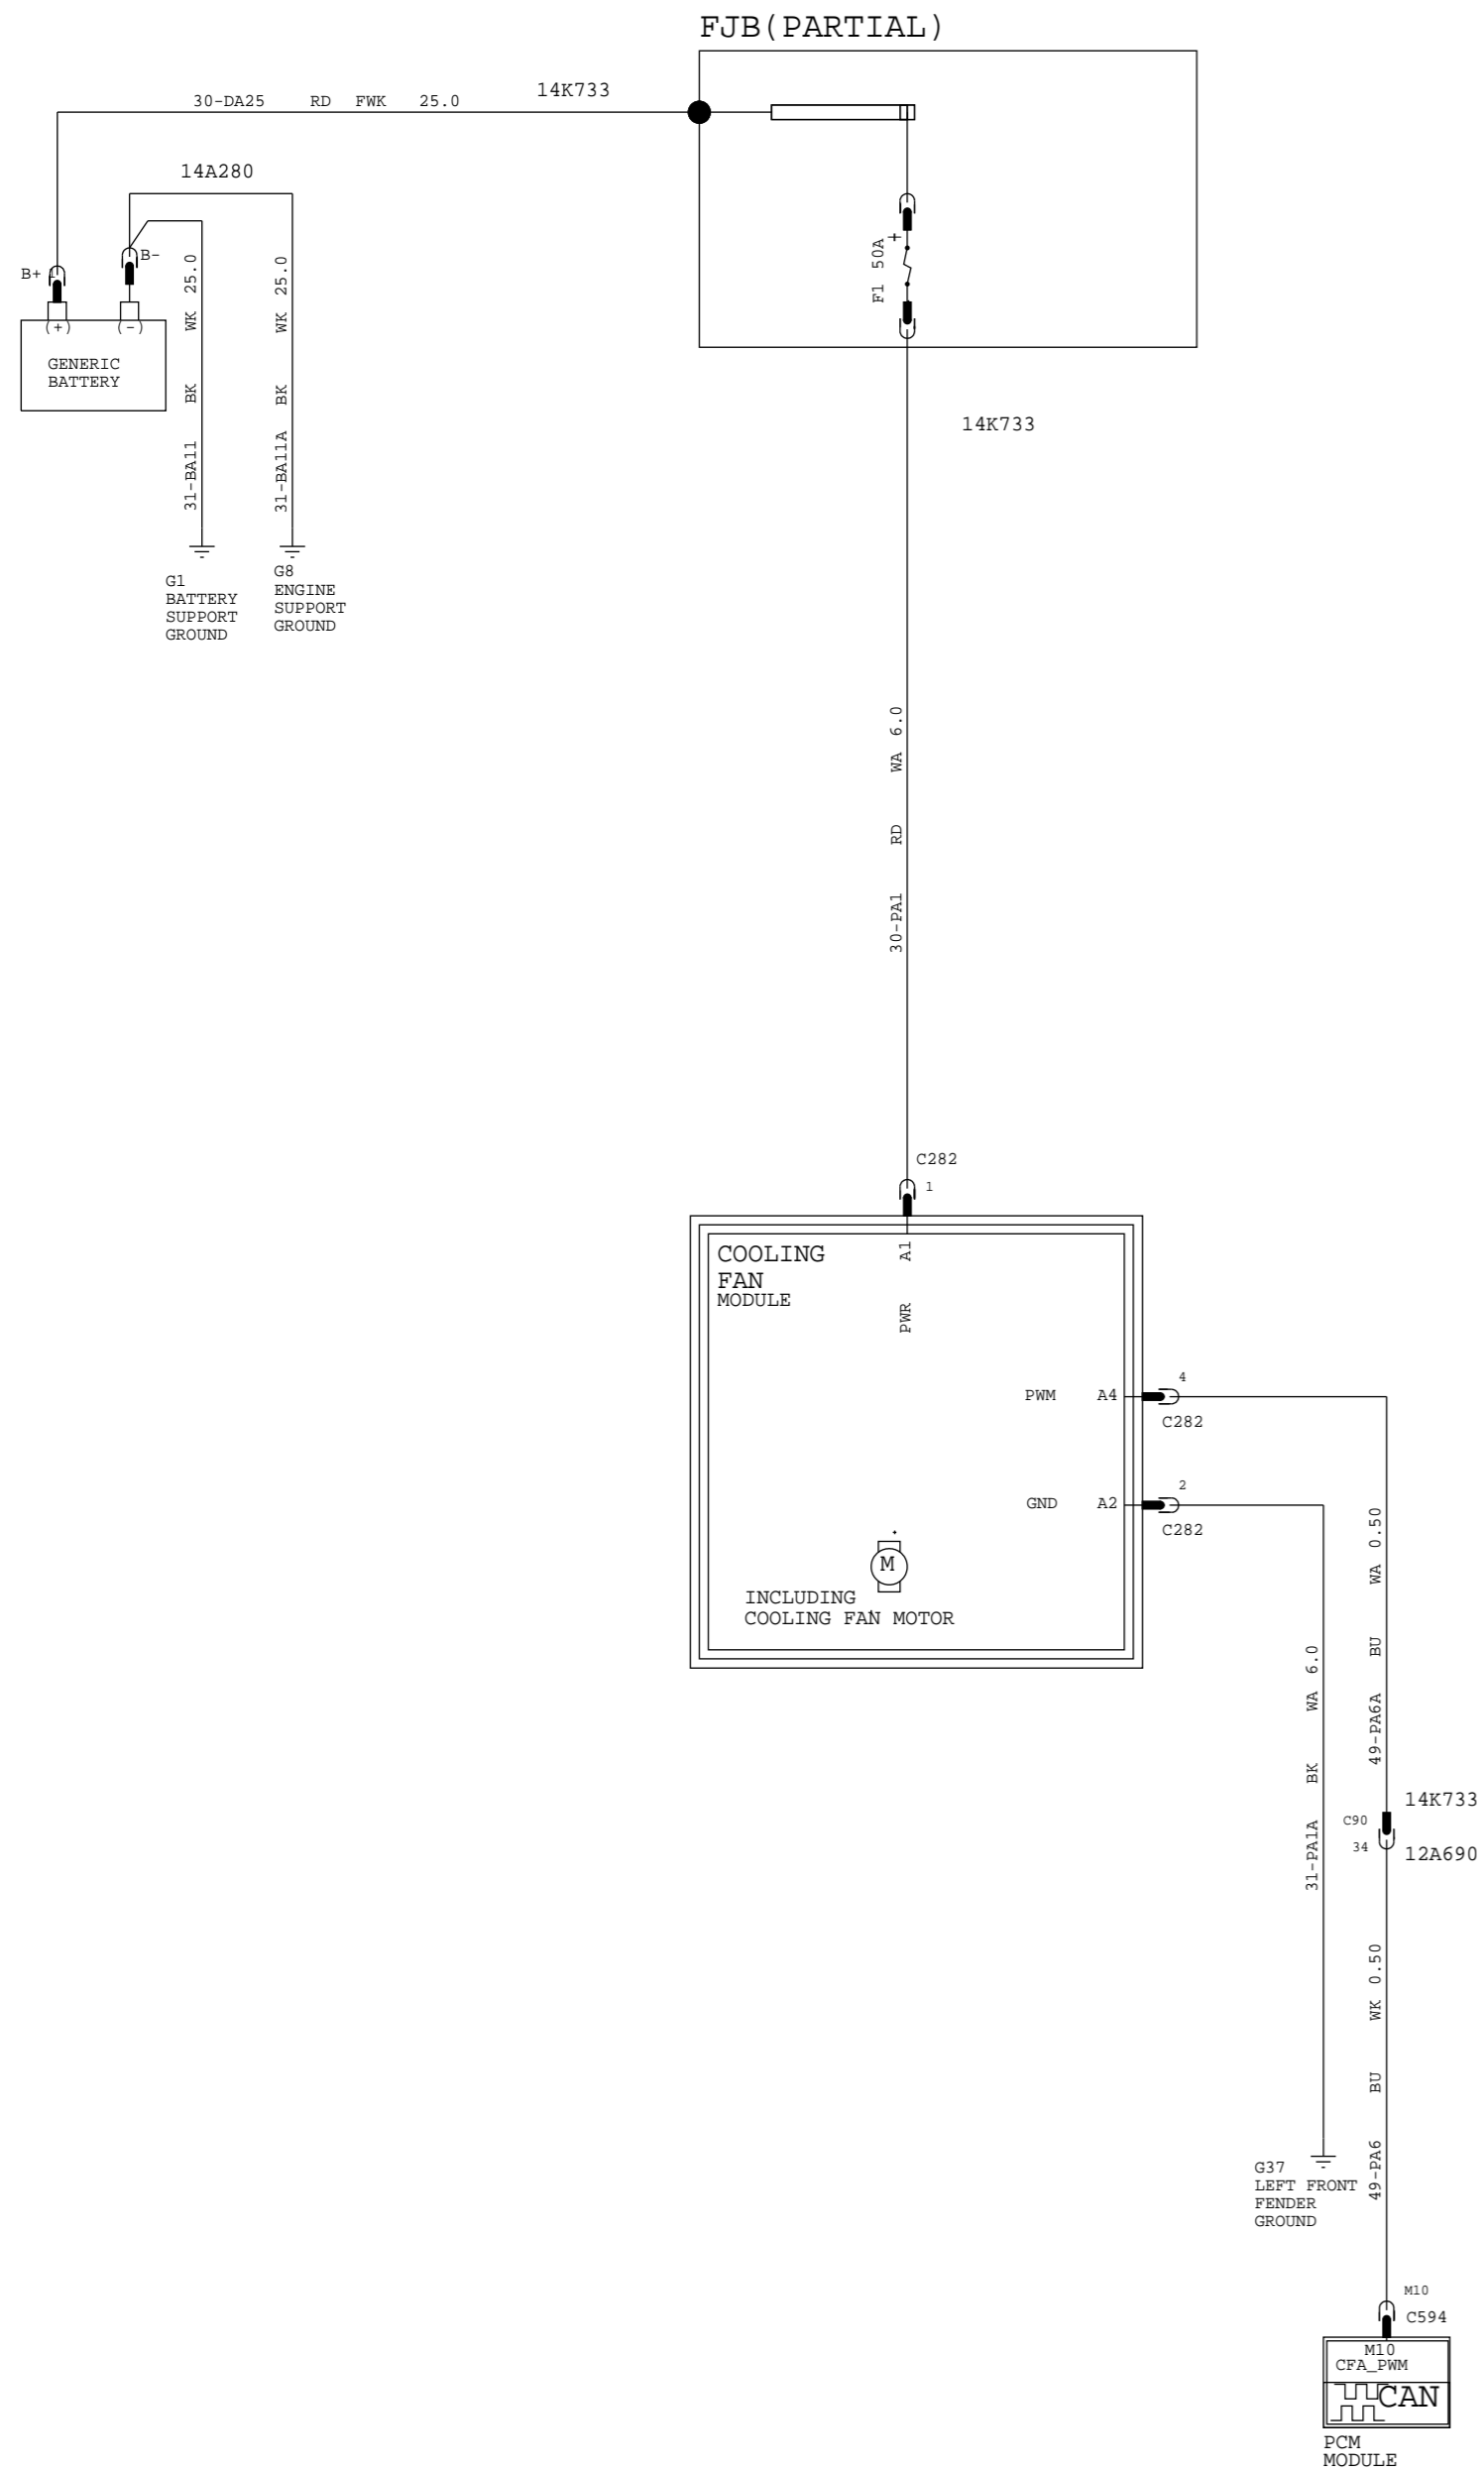 FJB(PARTIAL)
30-DA25 RD FWK 25.0
14K733
14A280
B+
B-
(+)
(-)
GENERIC
BATTERY
31-BA11 BK WK 25.0
31-BA11A BK WK 25.0
+
F1 50A
G1
BATTERY
SUPPORT
GROUND
G8
ENGINE
SUPPORT
GROUND
14K733
30-PA1 RD WA 6.0
C282
1
COOLING
FAN
MODULE
A1
PWR
PWM A4
4
C282
GND A2
2
C282
M
INCLUDING
COOLING FAN MOTOR
31-PA1A BK WA 6.0
49-PA6A BU WA 0.50
14K733
C90
34
12A690
49-PA6 BU WK 0.50
G37
LEFT FRONT
FENDER
GROUND
M10
C594
M10
CFA_PWM
CAN
PCM
MODULE